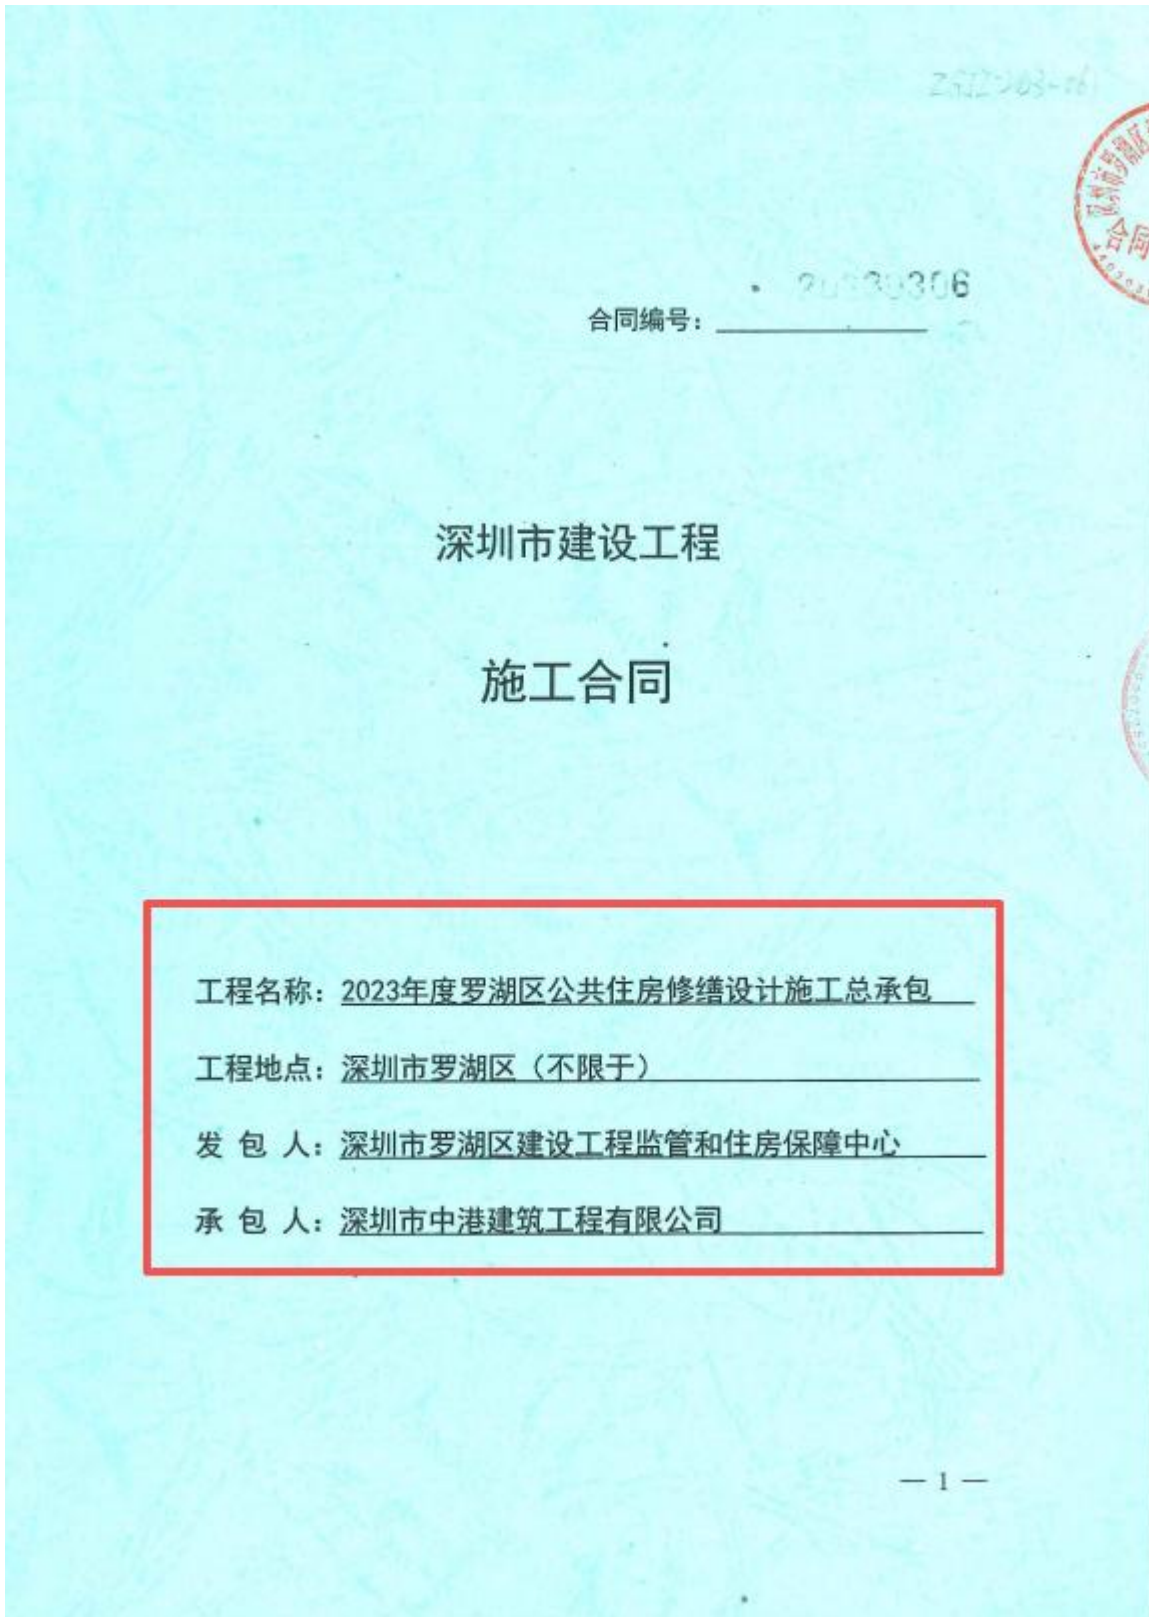 合同编号：
深圳市建设工程
施工合同
工程名称：2023年度罗湖区公共住房修缮设计施工总承包
工程地点：深圳市罗湖区（不限于）
发 包 人：深圳市罗湖区建设工程监管和住房保障中心
承 包 人：深圳市中港建筑工程有限公司
— 1 —